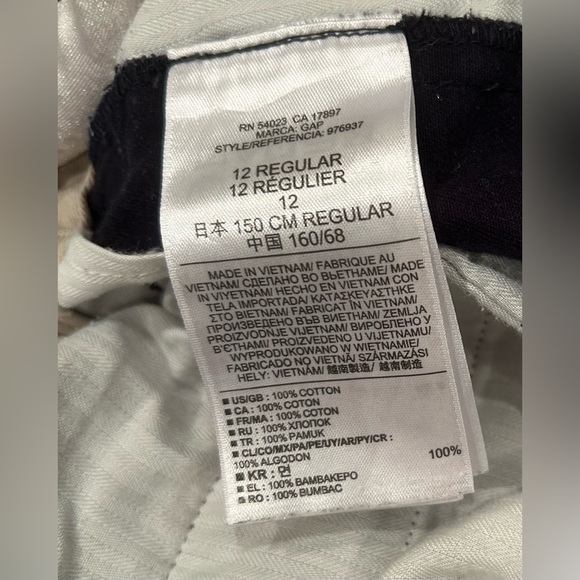 RN 54023 CA 17897
MARCA: GAP
STYLE/REFERENCIA: 976937
12 REGULAR
12 RÉGULIER
12
日本 150 CM REGULAR
中国 160/68
MADE IN VIETNAM/ FABRIQUE AU
VIETNAM/ СДЕЛАНО ВО ВЬЕТНАМЕ/ MADE
IN VIYETNAM/ HECHO EN VIETNAM CON
TELA IMPORTADA/ ΚΑΤΑΣΚΕΥΑΣΤΗΚΕ
ΣΤΟ ΒΙΕΤΝΑΜ/ FABRICAT ÎN VIETNAM/
ПРОИЗВЕДЕНО ВЪВ ВИЕТНАМ/ ZEMLJA
PROIZVODNJE VIJETNAM/ ВИРОБЛЕНО У
В'ЄТНАМІ/ PROIZVEDENO U VIJETNAMU/
WYPRODUKOWANO W WIETNAMIE/
FABRICADO NO VIETNÃ/ SZÁRMAZÁSI
HELY: VIETNÁM/ 越南製造/ 越南制造
■ US/GB : 100% COTTON
■ CA : 100% COTON
■ FR/MA : 100% COTON
■ RU : 100% ХЛОПОК
■ TR : 100% PAMUK
■ CL/CO/MX/PA/PE/UY/AR/PY/CR :
100% ALGODON
■ KR : 면 100%
■ EL : 100% ΒΑΜΒΑΚΕΡΟ
■ RO : 100% BUMBAC